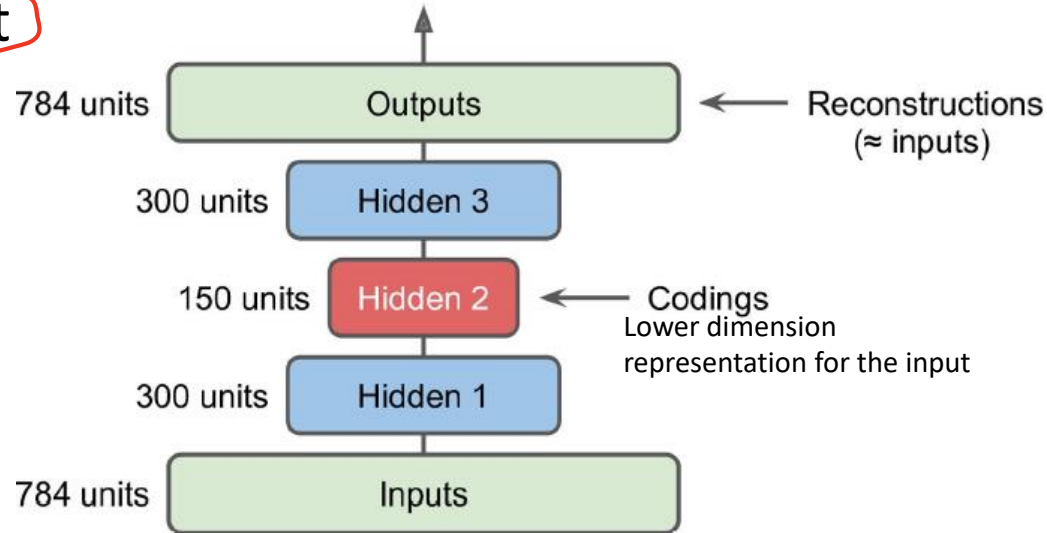 t
784 units Outputs Reconstructions
(≈ inputs)
300 units Hidden 3
150 units Hidden 2 Codings
Lower dimension
representation for the input
300 units Hidden 1
784 units Inputs